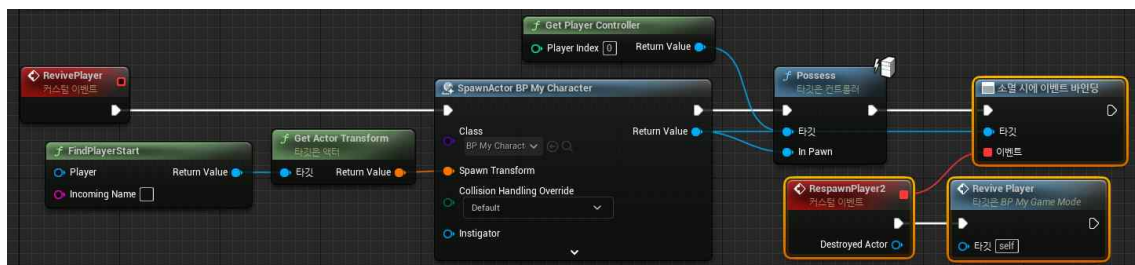 f Get Player Controller
Player Index 0 Return Value
RevivePlayer
커스텀 이벤트
SpawnActor BP My Character
Class Return Value
BP My Charact
Spawn Transform
Collision Handling Override
Default
Instigator
f FindPlayerStart
Player Return Value
Incoming Name
f Get Actor Transform
타깃은 액터
타깃 Return Value
f Possess
타깃은 컨트롤러
타깃
In Pawn
소멸 시에 이벤트 바인딩
타깃
이벤트
RespawnPlayer2
커스텀 이벤트
Destroyed Actor
Revive Player
타깃은 BP My Game Mode
타깃 self